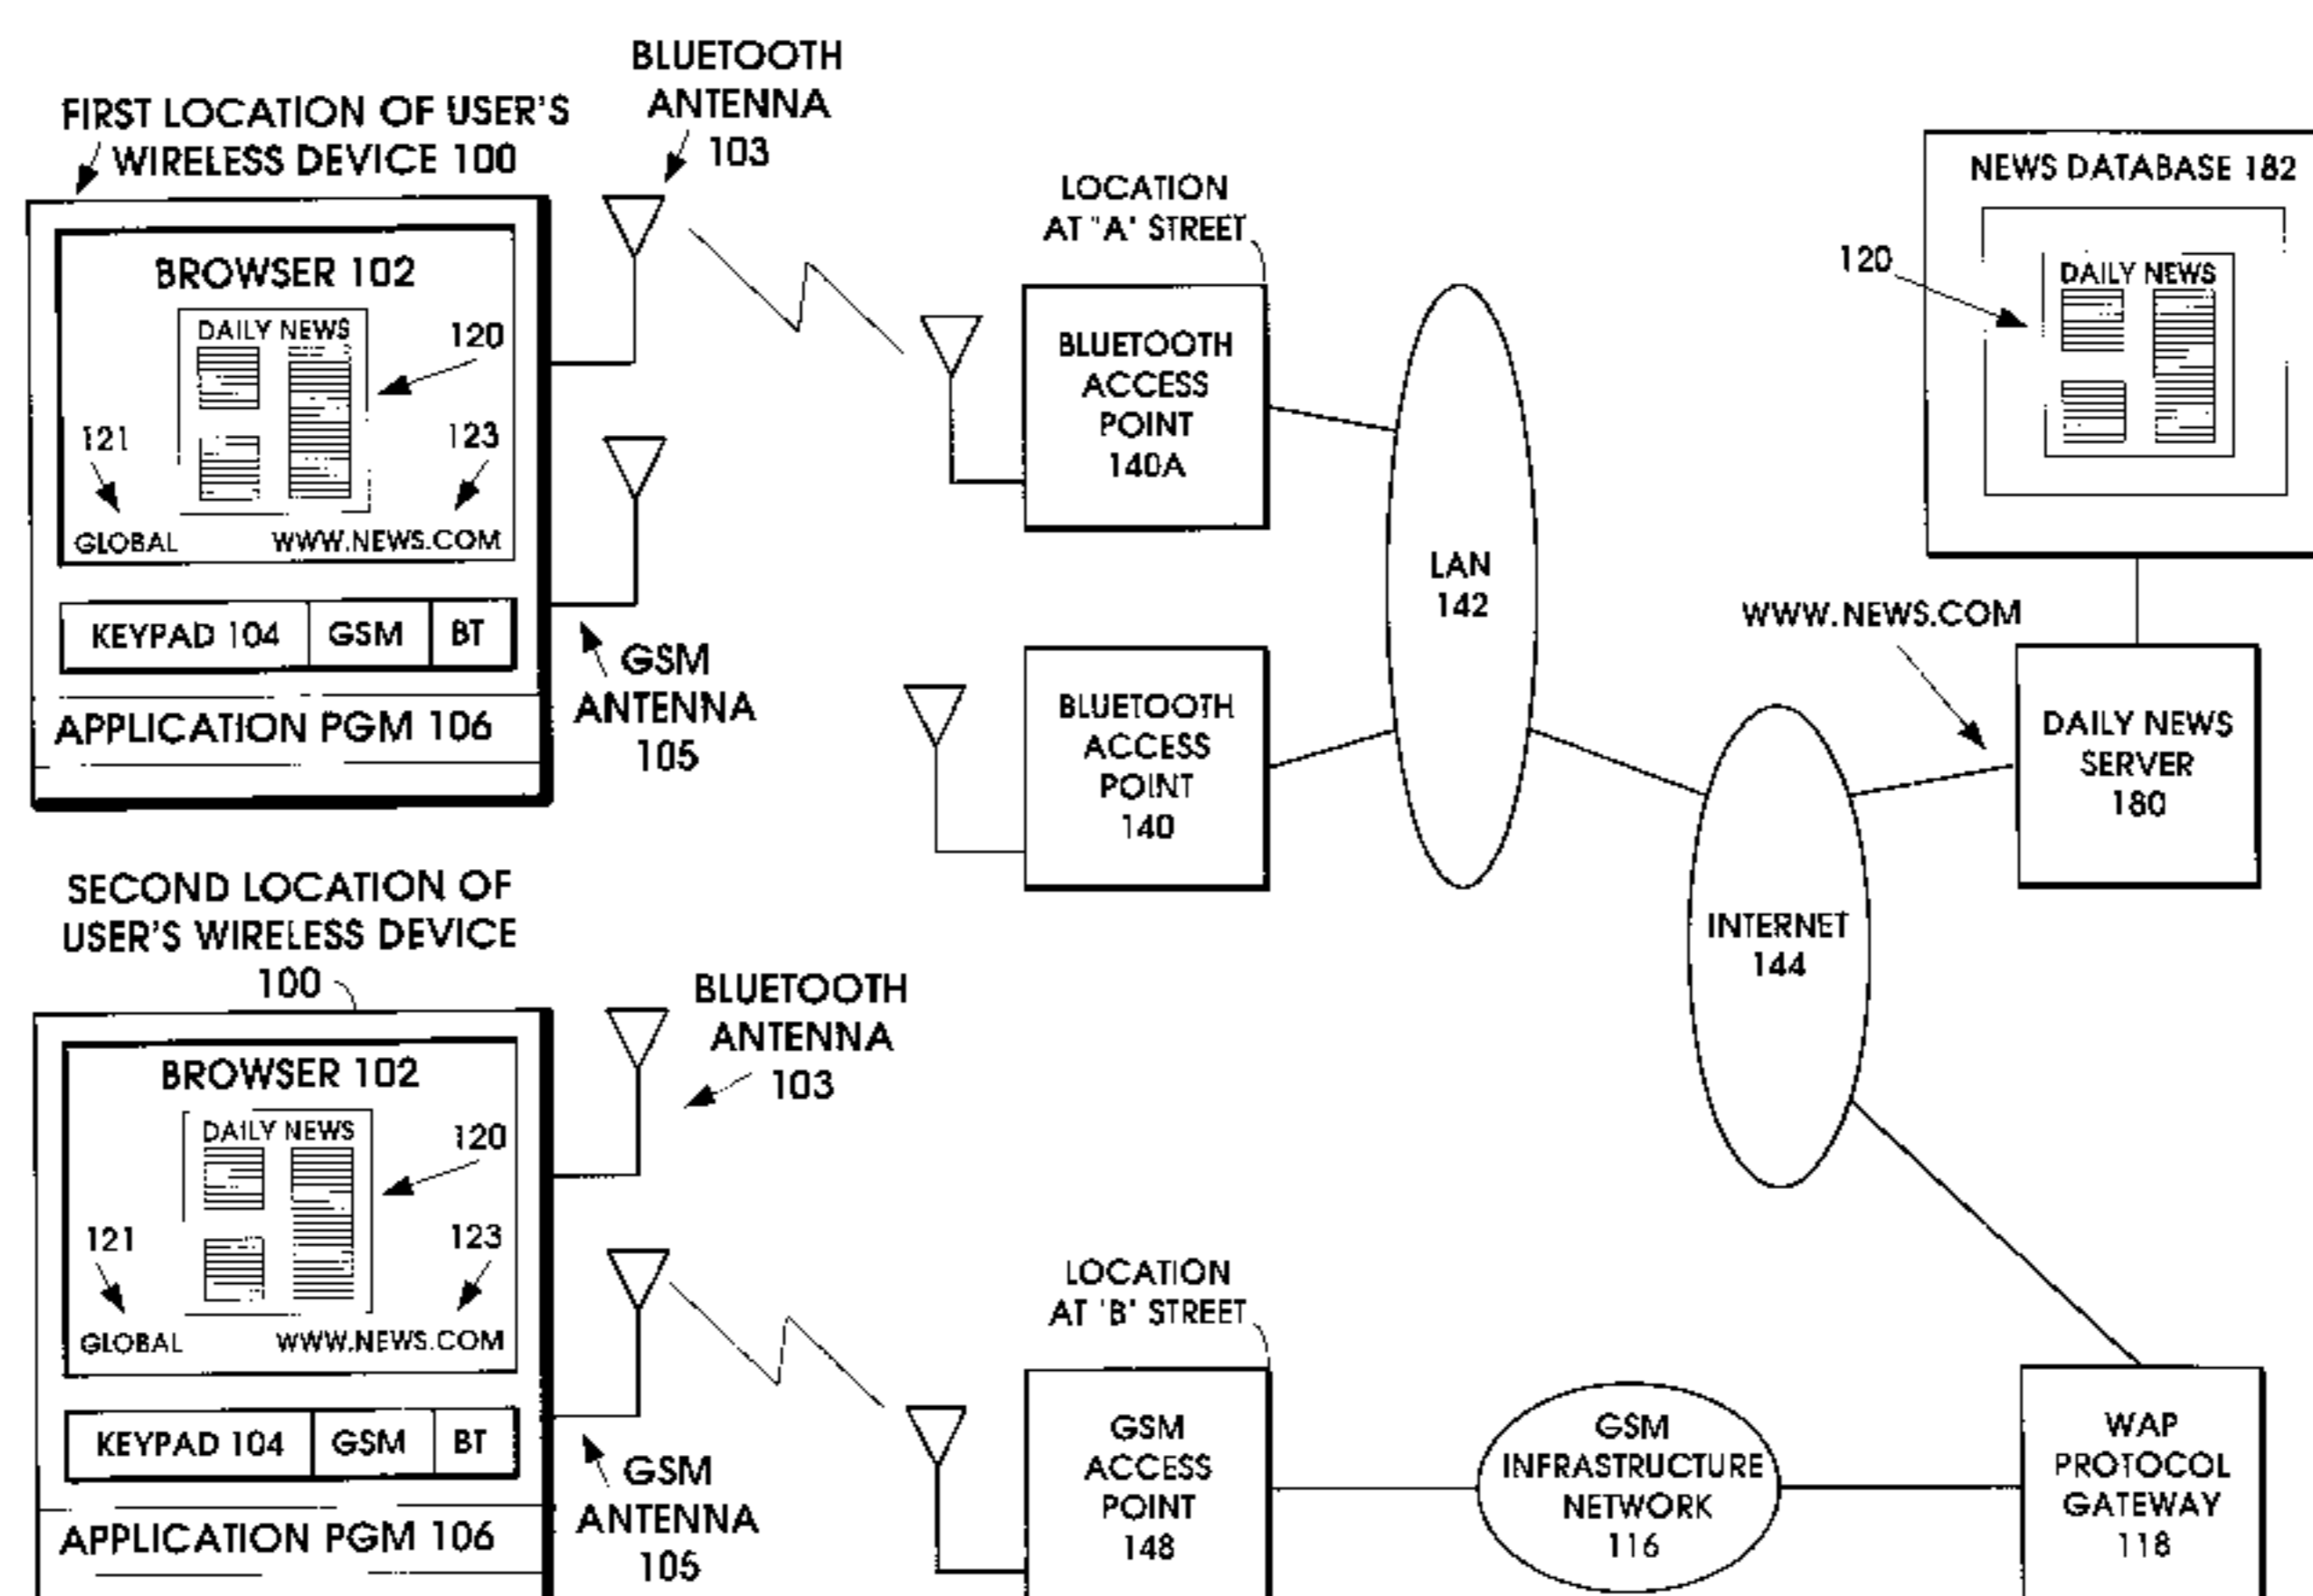 BLUETOOTH
ANTENNA
103
FIRST LOCATION OF USER'S
WIRELESS DEVICE 100
BROWSER 102
DAILY NEWS
120
121
123
GLOBAL
WWW.NEWS.COM
KEYPAD 104
GSM
BT
APPLICATION PGM 106
GSM
ANTENNA
105
LOCATION
AT "A" STREET
BLUETOOTH
ACCESS
POINT
140A
BLUETOOTH
ACCESS
POINT
140
LAN
142
NEWS DATABASE 182
120
DAILY NEWS
WWW.NEWS.COM
DAILY NEWS
SERVER
180
INTERNET
144
SECOND LOCATION OF
USER'S WIRELESS DEVICE
100
BLUETOOTH
ANTENNA
103
BROWSER 102
DAILY NEWS
120
121
123
GLOBAL
WWW.NEWS.COM
KEYPAD 104
GSM
BT
APPLICATION PGM 106
GSM
ANTENNA
105
LOCATION
AT 'B' STREET
GSM
ACCESS
POINT
148
GSM
INFRASTRUCTURE
NETWORK
116
WAP
PROTOCOL
GATEWAY
118